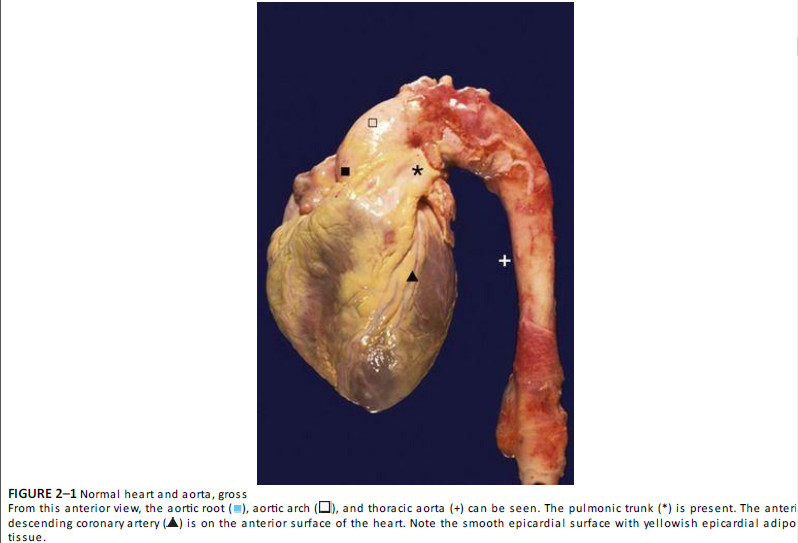 FIGURE 2–1 Normal heart and aorta, gross
From this anterior view, the aortic root (■), aortic arch (□), and thoracic aorta (+) can be seen. The pulmonic trunk (*) is present. The anteri
descending coronary artery (▲) is on the anterior surface of the heart. Note the smooth epicardial surface with yellowish epicardial adipo
tissue.